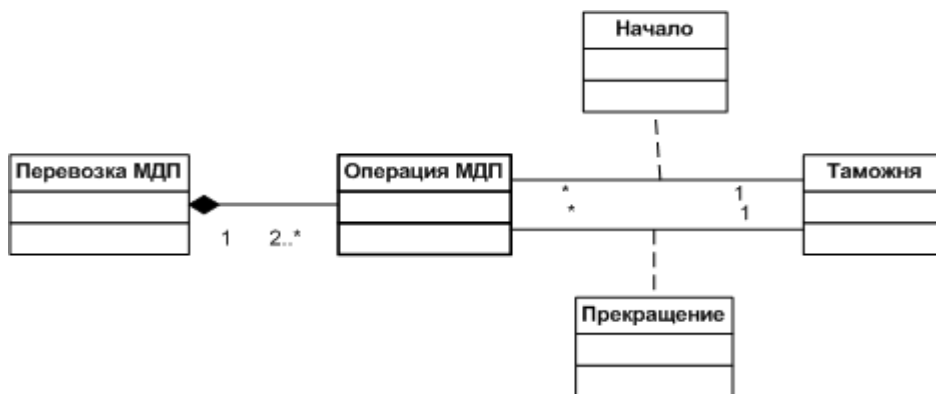 Начало
Перевозка МДП
Операция МДП
Таможня
* 1
* 1
1 2..*
Прекращение